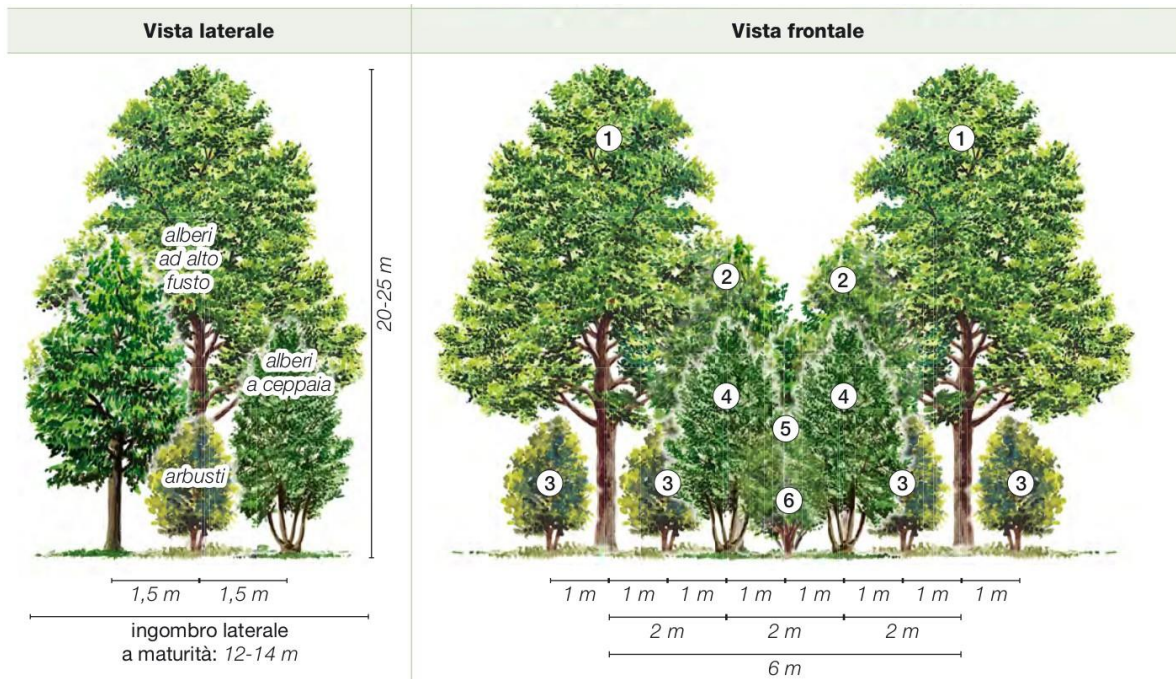 Vista laterale
alberi
ad alto
fusto
alberi
a ceppaia
arbusti
20-25 m
1,5 m
1,5 m
ingombro laterale
a maturità: 12-14 m
Vista frontale
1
1
2
2
4
4
5
3
3
6
3
3
1 m 1 m 1 m 1 m 1 m 1 m 1 m 1 m
2 m 2 m 2 m
6 m